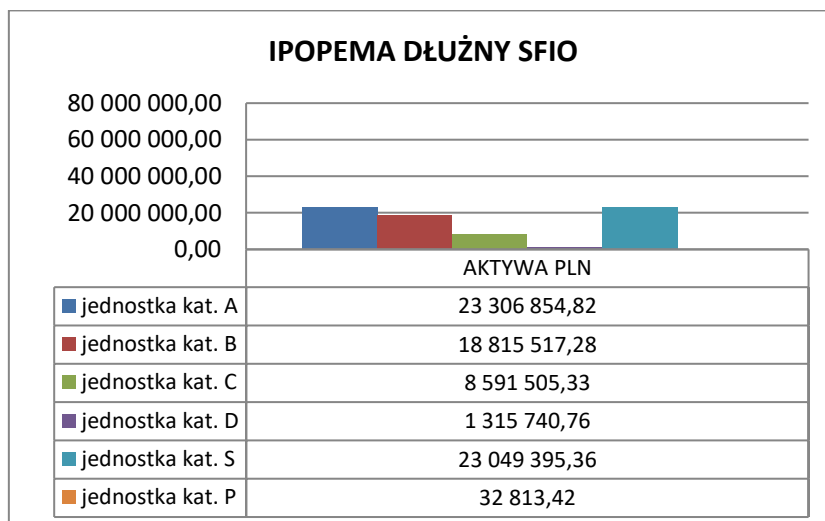 IPOPEMA DŁUŻNY SFIO
80 000 000,00
60 000 000,00
40 000 000,00
20 000 000,00
0,00
AKTYWA PLN
jednostka kat. A 23 306 854,82
jednostka kat. B 18 815 517,28
jednostka kat. C 8 591 505,33
jednostka kat. D 1 315 740,76
jednostka kat. S 23 049 395,36
jednostka kat. P 32 813,42